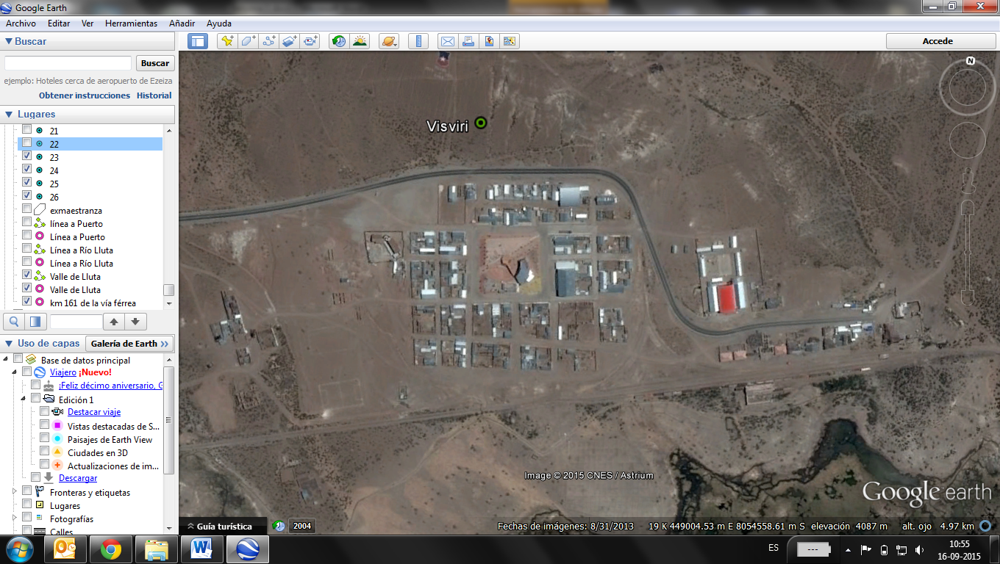 Google Earth
Archivo Editar Ver Herramientas Añadir Ayuda
Buscar
Buscar
ejemplo: Hoteles cerca de aeropuerto de Ezeiza
Obtener instrucciones Historial
Lugares
21
22
23
24
25
26
exmaestranza
línea a Puerto
Línea a Puerto
Línea a Río Lluta
Línea a Río Lluta
Valle de Lluta
Valle de Lluta
km 161 de la vía férrea
Uso de capas Galería de Earth »
Base de datos principal
Viajero ¡Nuevo!
¡Feliz décimo aniversario, G
Edición 1
Destacar viaje
Vistas destacadas de S...
Paisajes de Earth View
Ciudades en 3D
Actualizaciones de im...
Descargar
Fronteras y etiquetas
Lugares
Fotografías
Calles
Accede
N
Visviri
Image © 2015 CNES / Astrium
Google earth
Guía turística 2004
Fechas de imágenes: 8/31/2013 19 K 449004.53 m E 8054558.61 m S elevación 4087 m alt. ojo 4.97 km
ES
---
10:55
16-09-2015